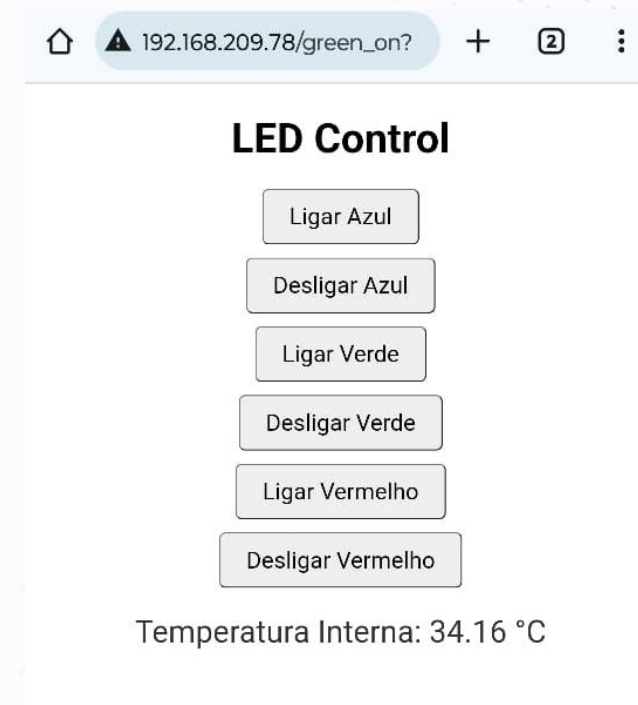 192.168.209.78/green_on?
2
LED Control
Ligar Azul
Desligar Azul
Ligar Verde
Desligar Verde
Ligar Vermelho
Desligar Vermelho
Temperatura Interna: 34.16 °C